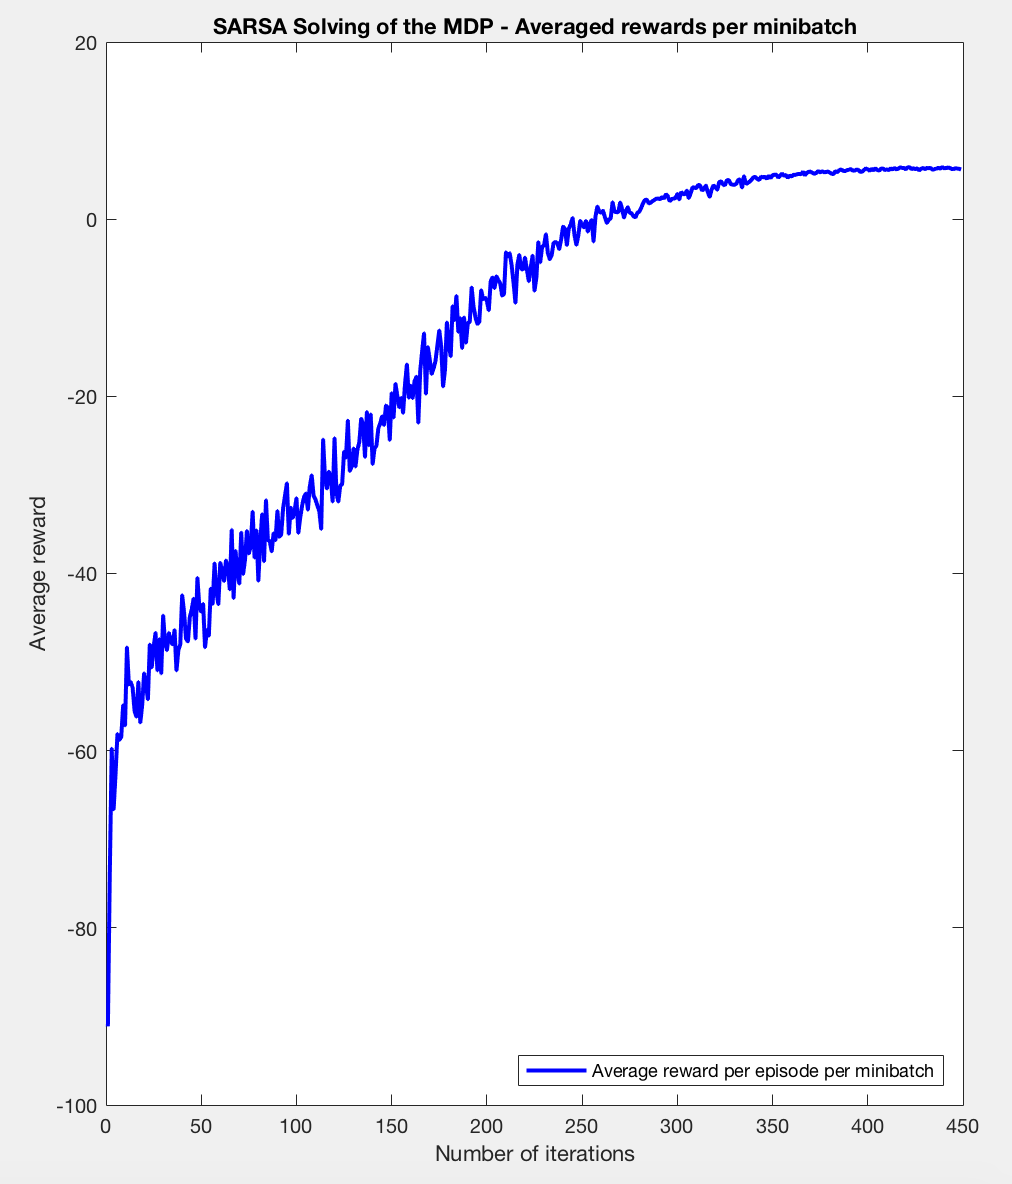 SARSA Solving of the MDP - Averaged rewards per minibatch
20
0
-20
-40
-60
-80
-100
Average reward
Average reward per episode per minibatch
0 50 100 150 200 250 300 350 400 450
Number of iterations